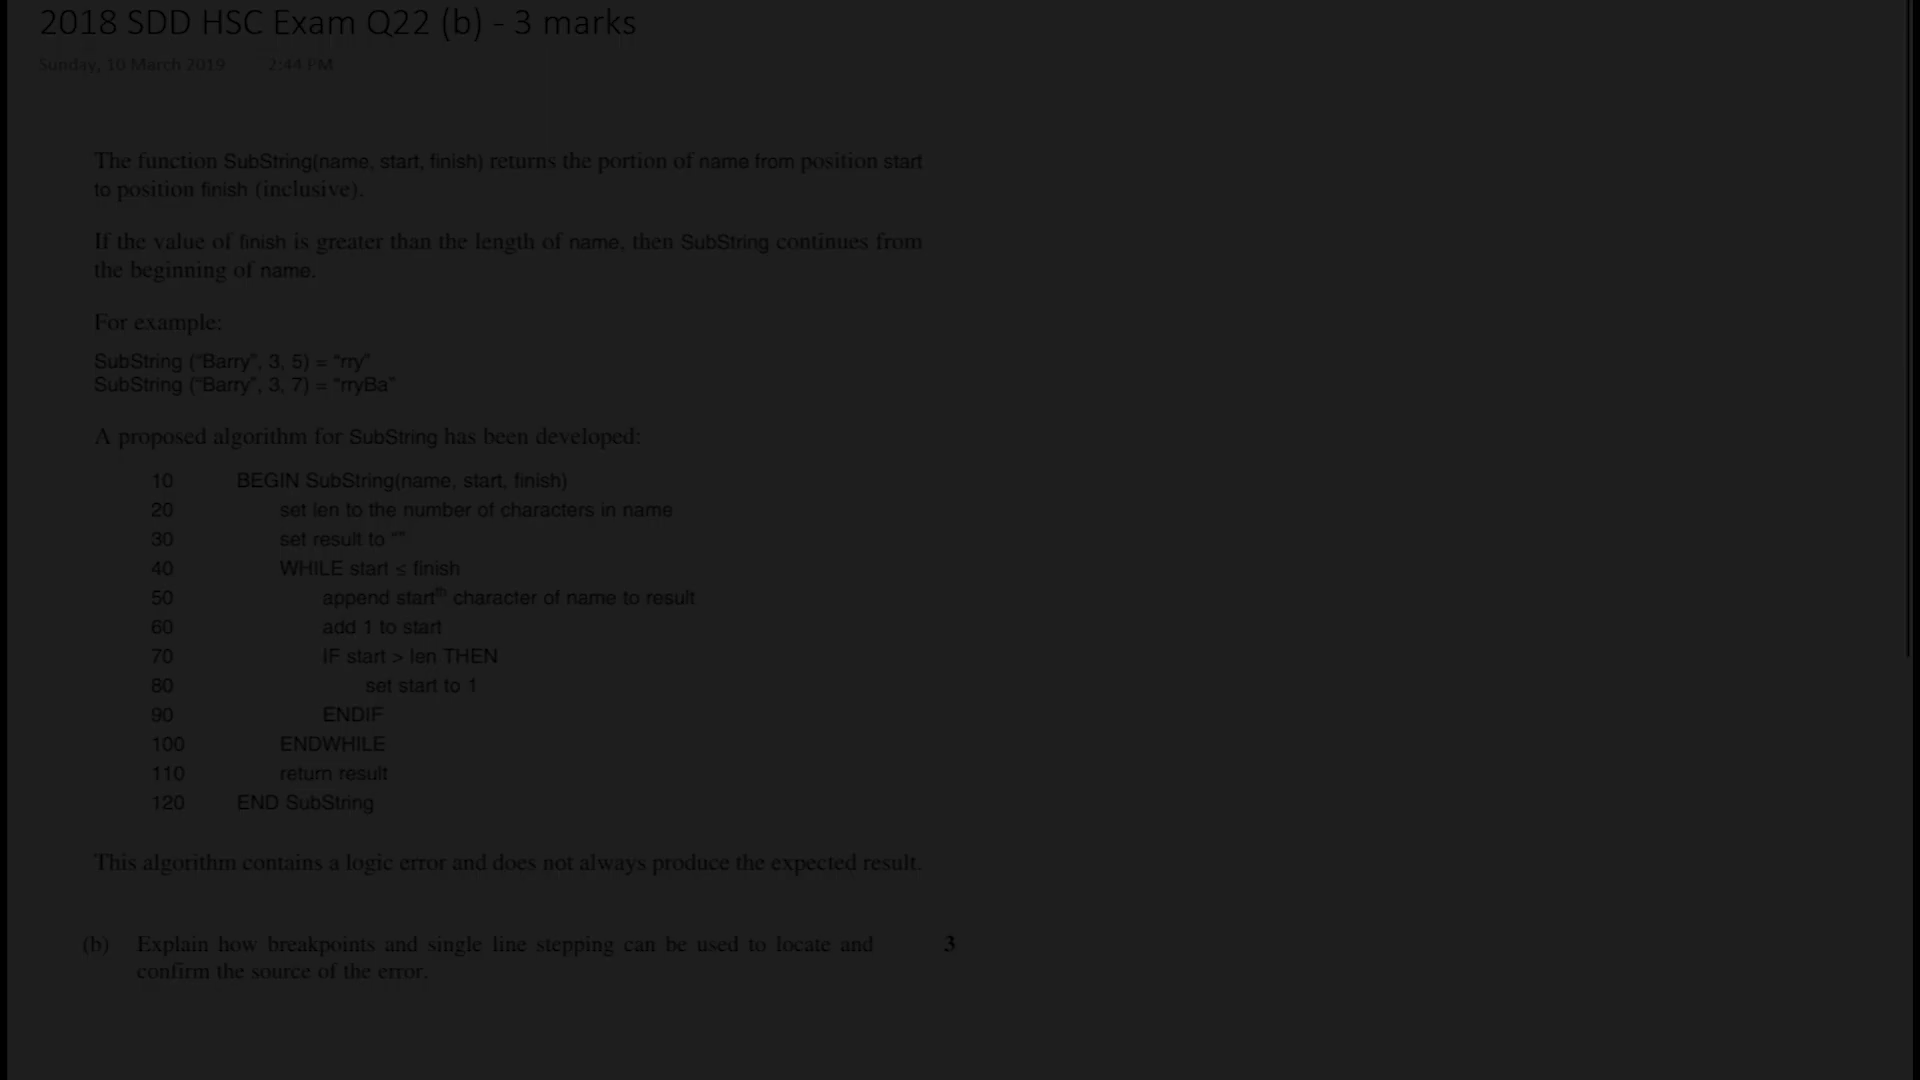 2018 SDD HSC Exam Q22 (b) - 3 marks
Sunday, 10 March 2019 2:44 PM
The function SubString(name, start, finish) returns the portion of name from position start
to position finish (inclusive).
If the value of finish is greater than the length of name, then SubString continues from
the beginning of name.
For example:
SubString (“Barry”, 3, 5) = “rry”
SubString (“Barry”, 3, 7) = “rryBa”
A proposed algorithm for SubString has been developed:
10 BEGIN SubString(name, start, finish)
20 set len to the number of characters in name
30 set result to “”
40 WHILE start ≤ finish
50 append startᵗʰ character of name to result
60 add 1 to start
70 IF start > len THEN
80 set start to 1
90 ENDIF
100 ENDWHILE
110 return result
120 END SubString
This algorithm contains a logic error and does not always produce the expected result.
(b) Explain how breakpoints and single line stepping can be used to locate and 3
confirm the source of the error.